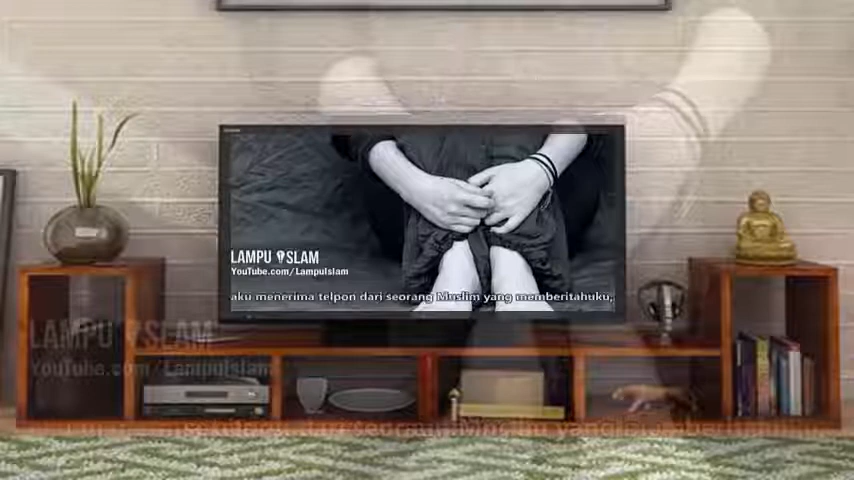 LAMPU ISLAM
YouTube.com/LampuIslam
aku menerima telpon dari seorang Muslim yang memberitahuku,
LAMPU ISLAM
YouTube.com/LampuIslam